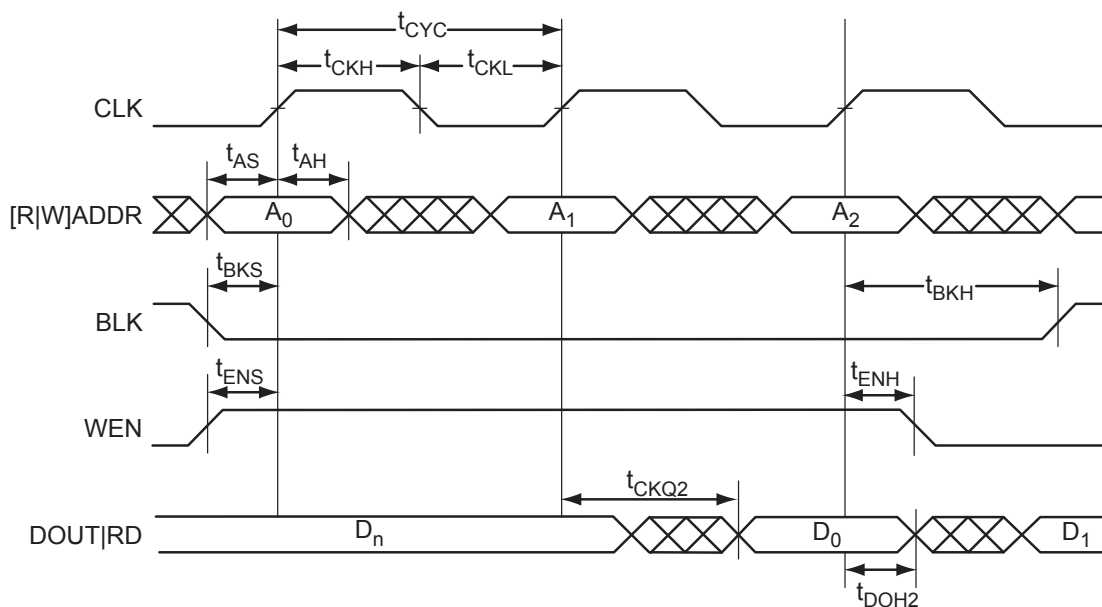 tCYC
tCKH tCKL
CLK
tAS tAH
[R|W]ADDR A0 A1 A2
tBKS tBKH
BLK
tENS tENH
WEN
tCKQ2
DOUT|RD Dn D0 D1
tDOH2